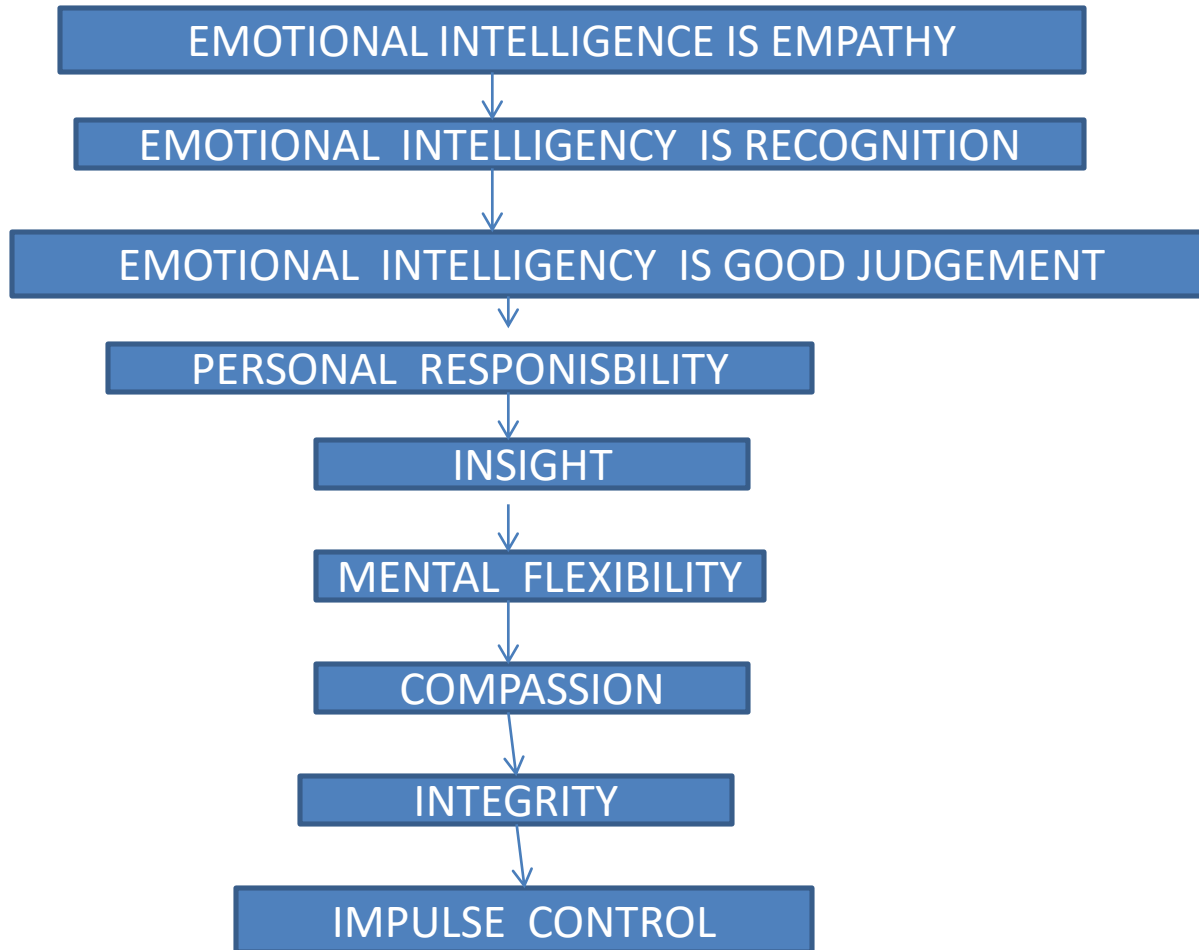 EMOTIONAL INTELLIGENCE IS EMPATHY
EMOTIONAL INTELLIGENCY IS RECOGNITION
EMOTIONAL INTELLIGENCY IS GOOD JUDGEMENT
PERSONAL RESPONISBILITY
INSIGHT
MENTAL FLEXIBILITY
COMPASSION
INTEGRITY
IMPULSE CONTROL